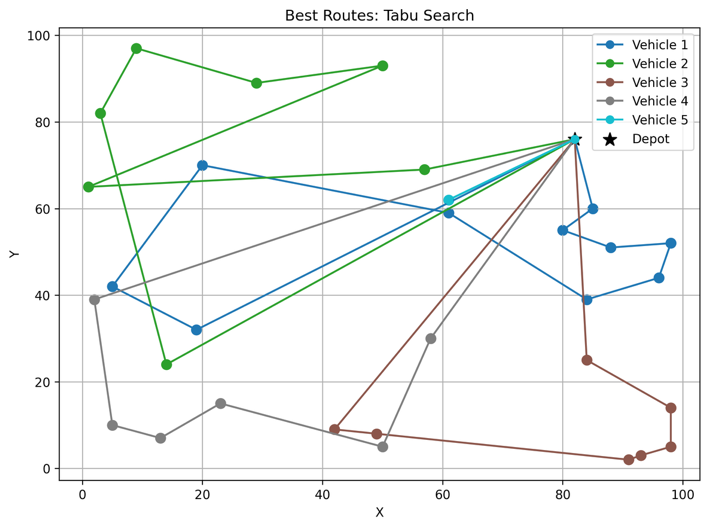 Best Routes: Tabu Search
Vehicle 1
Vehicle 2
Vehicle 3
Vehicle 4
Vehicle 5
Depot
Y
100
80
60
40
20
0
0 20 40 60 80 100
X